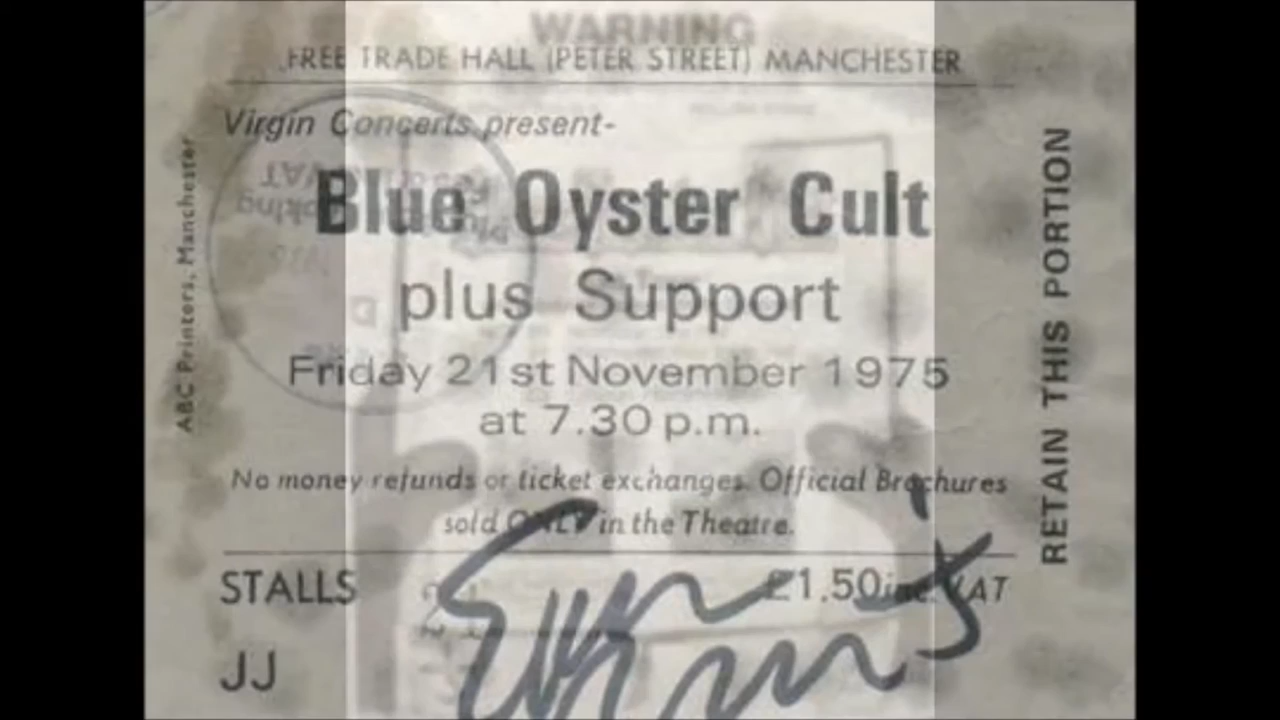 WARNING
FREE TRADE HALL (PETER STREET) MANCHESTER
Virgin Concerts present-
Blue Oyster Cult
plus Support
Friday 21st November 1975
at 7.30 p.m.
No money refunds or ticket exchanges. Official Brochures
sold ONLY in the Theatre.
STALLS £1.50 inc. VAT
JJ
ABC Printers, Manchester
RETAIN THIS PORTION